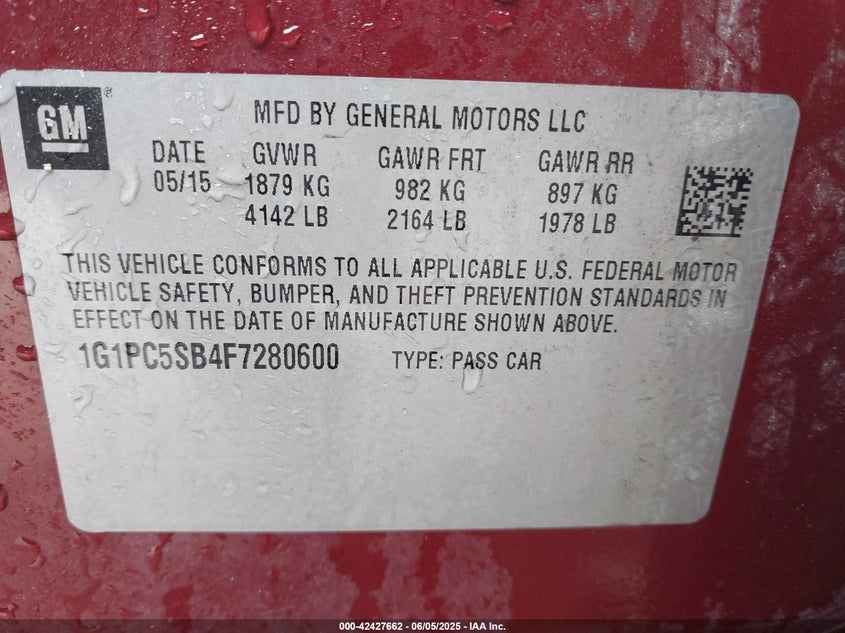 GM
MFD BY GENERAL MOTORS LLC
DATE GVWR GAWR FRT GAWR RR
05/15 1879 KG 982 KG 897 KG
4142 LB 2164 LB 1978 LB
THIS VEHICLE CONFORMS TO ALL APPLICABLE U.S. FEDERAL MOTOR
VEHICLE SAFETY, BUMPER, AND THEFT PREVENTION STANDARDS IN
EFFECT ON THE DATE OF MANUFACTURE SHOWN ABOVE.
1G1PC5SB4F7280600 TYPE: PASS CAR
000-42427662 - 06/05/2025 - IAA Inc.